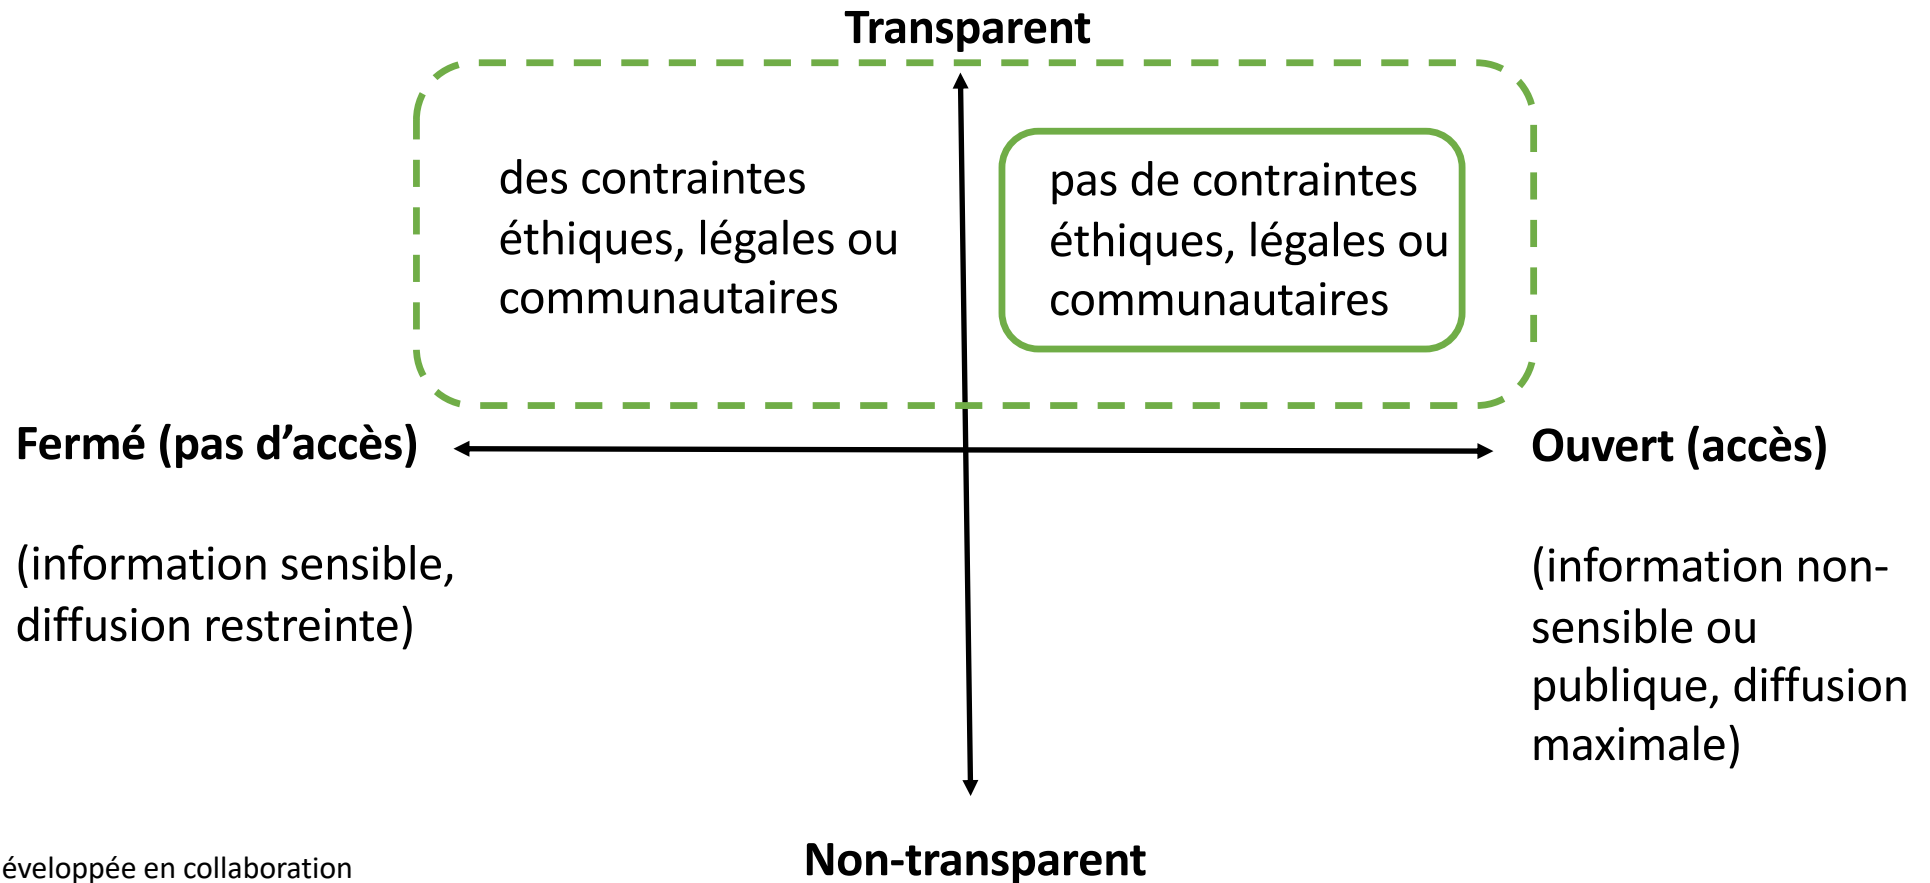 Transparent
des contraintes
éthiques, légales ou
communautaires
pas de contraintes
éthiques, légales ou
communautaires
Fermé (pas d’accès)
Ouvert (accès)
(information sensible,
diffusion restreinte)
(information non-
sensible ou
publique, diffusion
maximale)
Non-transparent
éveloppée en collaboration